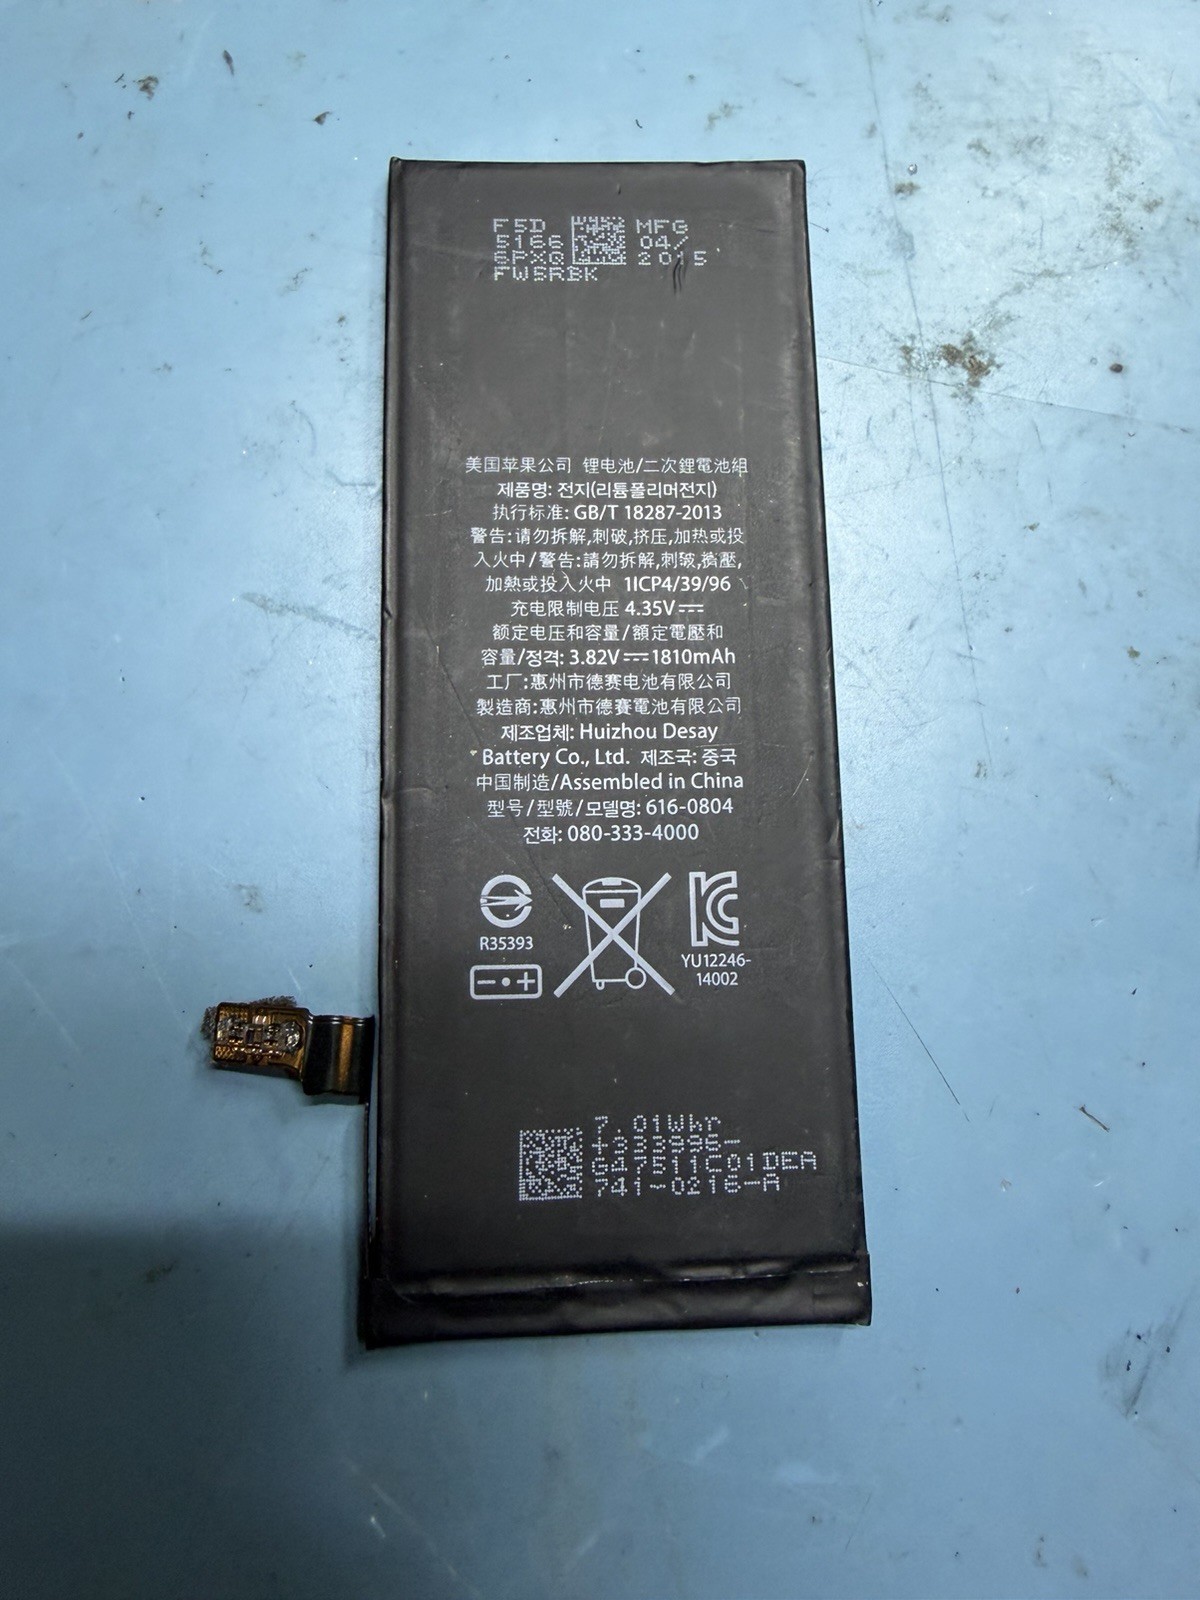 F5D
5166
6PXQ
FW5RBK
MFG
04/
2015
美国苹果公司 锂电池/二次鋰電池組
제품명: 전지(리튬폴리머전지)
执行标准: GB/T 18287-2013
警告:请勿拆解,刺破,挤压,加热或投
入火中/警告:請勿拆解,刺破,擠壓,
加熱或投入火中 1ICP4/39/96
充电限制电压 4.35V⎓
额定电压和容量/額定電壓和
容量/정격: 3.82V⎓1810mAh
工厂:惠州市德赛电池有限公司
製造商:惠州市德賽電池有限公司
제조업체: Huizhou Desay
Battery Co., Ltd. 제조국: 중국
中国制造/Assembled in China
型号/型號/모델명: 616-0804
전화: 080-333-4000
R35393
YU12246-
14002
7.01Whr
+333996-
G47511C01DEA
741-0216-A